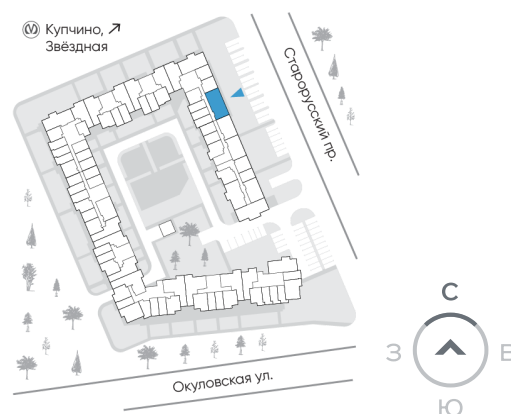 Купчино, ↗
Звёздная
Старорусский пр.
Окуловская ул.
С
З
В
Ю